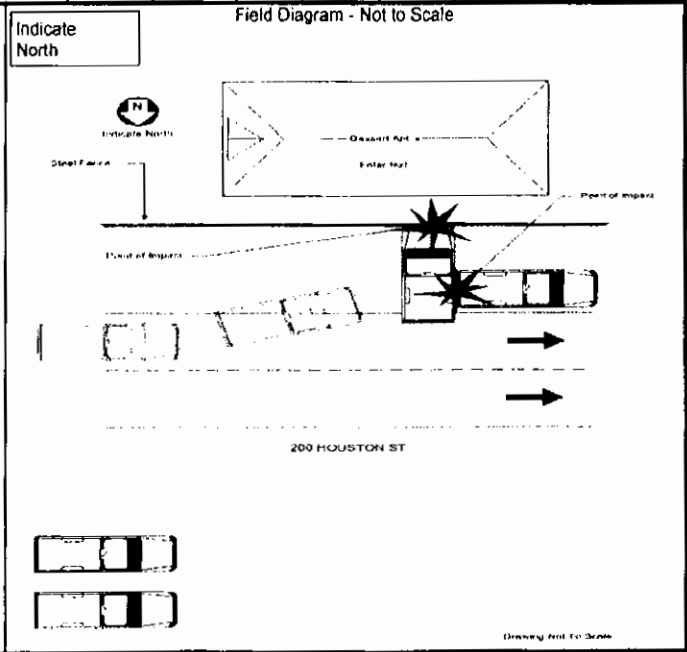 Field Diagram - Not to Scale
Indicate
North
N
Indicate North
Steel Fence
Enter text
Point of Impact
Point of Impact
200 HOUSTON ST
Drawing Not To Scale